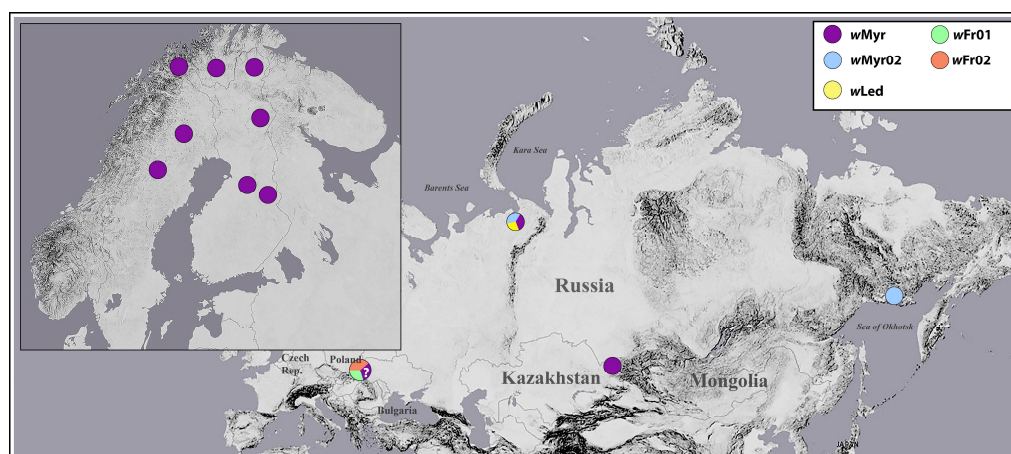 wMyr
wFr01
wMyr02
wFr02
wLed
Kara Sea
Barents Sea
Russia
Sea of Okhotsk
Czech
Rep.
Poland
?
Kazakhstan
Mongolia
Bulgaria
JAPAN